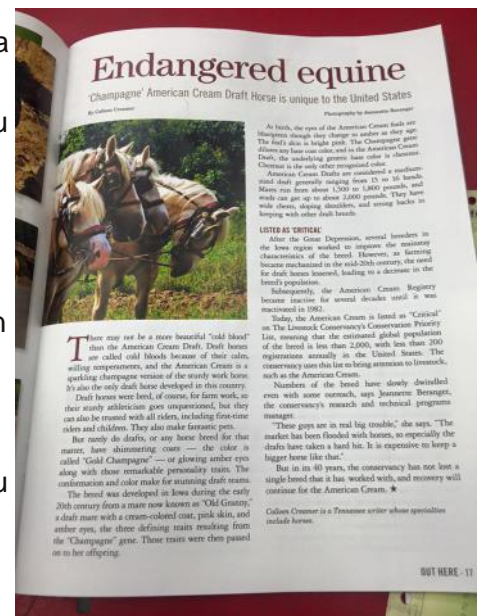 a
u
n
u
Endangered equine
'Champagne' American Cream Draft Horse is unique to the United States
By Colleen Creamer
Photography by Jeannette Beranger
There may not be a more beautiful "cold blood"
than the American Cream Draft. Draft horses
are called cold bloods because of their calm,
willing temperaments, and the American Cream is a
sparkling champagne version of the sturdy work horse.
It's also the only draft horse developed in this country.
Draft horses were bred, of course, for farm work, so
their sturdy athleticism goes unquestioned, but they
can also be trusted with all riders, including first-time
riders and children. They also make fantastic pets.
But rarely do drafts, or any horse breed for that
matter, have shimmering coats — the color is
called "Gold Champagne" — or glowing amber eyes
along with those remarkable personality traits. The
conformation and color make for stunning draft teams.
The breed was developed in Iowa during the early
20th century from a mare now known as "Old Granny,"
a draft mare with a cream-colored coat, pink skin, and
amber eyes, the three defining traits resulting from
the "Champagne" gene. Those traits were then passed
on to her offspring.
At birth, the eyes of the American Cream foals are
blue/green though they change to amber as they age.
The foal's skin is bright pink. The Champagne gene
dilutes any base coat color, and in the American Cream
Draft, the underlying genetic base color is chestnut.
Chestnut is the only other recognized color.
American Cream Drafts are considered a medium-
sized draft generally ranging from 15 to 16 hands.
Mares run from about 1,500 to 1,800 pounds, and
studs can get up to about 2,000 pounds. They have
wide chests, sloping shoulders, and strong backs in
keeping with other draft breeds.
LISTED AS 'CRITICAL'
After the Great Depression, several breeders in
the Iowa region worked to improve the mainstay
characteristics of the breed. However, as farming
became mechanized in the mid-20th century, the need
for draft horses lessened, leading to a decrease in the
breed's population.
Subsequently, the American Cream Registry
became inactive for several decades until it was
reactivated in 1982.
Today, the American Cream is listed as "Critical"
on The Livestock Conservancy's Conservation Priority
List, meaning that the estimated global population
of the breed is less than 2,000, with less than 200
registrations annually in the United States. The
conservancy uses this list to bring attention to livestock,
such as the American Cream.
Numbers of the breed have slowly dwindled
even with some outreach, says Jeannette Beranger,
the conservancy's research and technical programs
manager.
"These guys are in real big trouble," she says. "The
market has been flooded with horses, so especially the
drafts have taken a hard hit. It is expensive to keep a
bigger horse like that."
But in its 40 years, the conservancy has not lost a
single breed that it has worked with, and recovery will
continue for the American Cream. ★
Colleen Creamer is a Tennessee writer whose specialties
include horses.
OUT HERE - 17